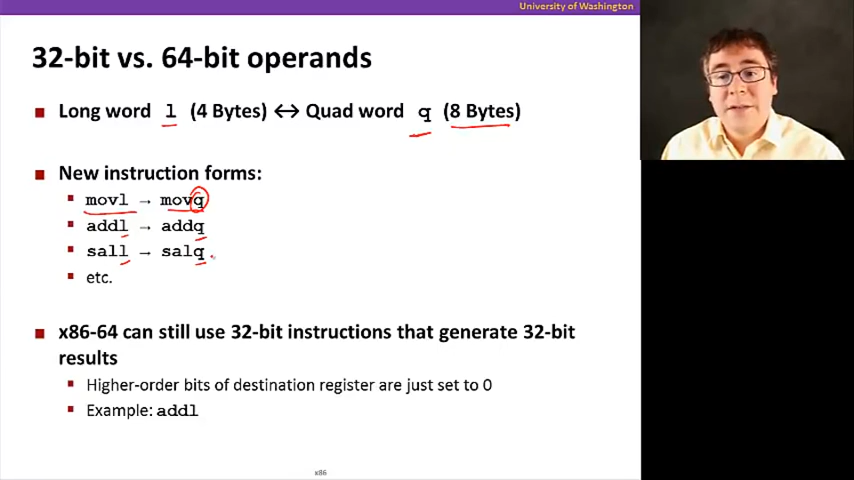 University of Washington
32-bit vs. 64-bit operands
Long word l (4 Bytes) ↔ Quad word q (8 Bytes)
New instruction forms:
movl → movq
addl → addq
sall → salq
etc.
x86-64 can still use 32-bit instructions that generate 32-bit
results
Higher-order bits of destination register are just set to 0
Example: addl
x86